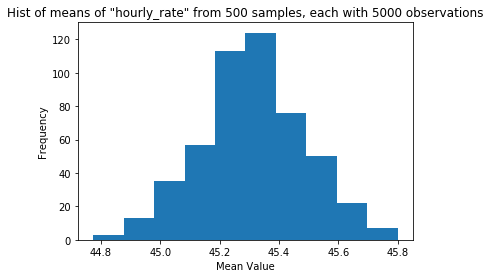 Hist of means of "hourly_rate" from 500 samples, each with 5000 observations
Frequency
120
100
80
60
40
20
0
44.8 45.0 45.2 45.4 45.6 45.8
Mean Value